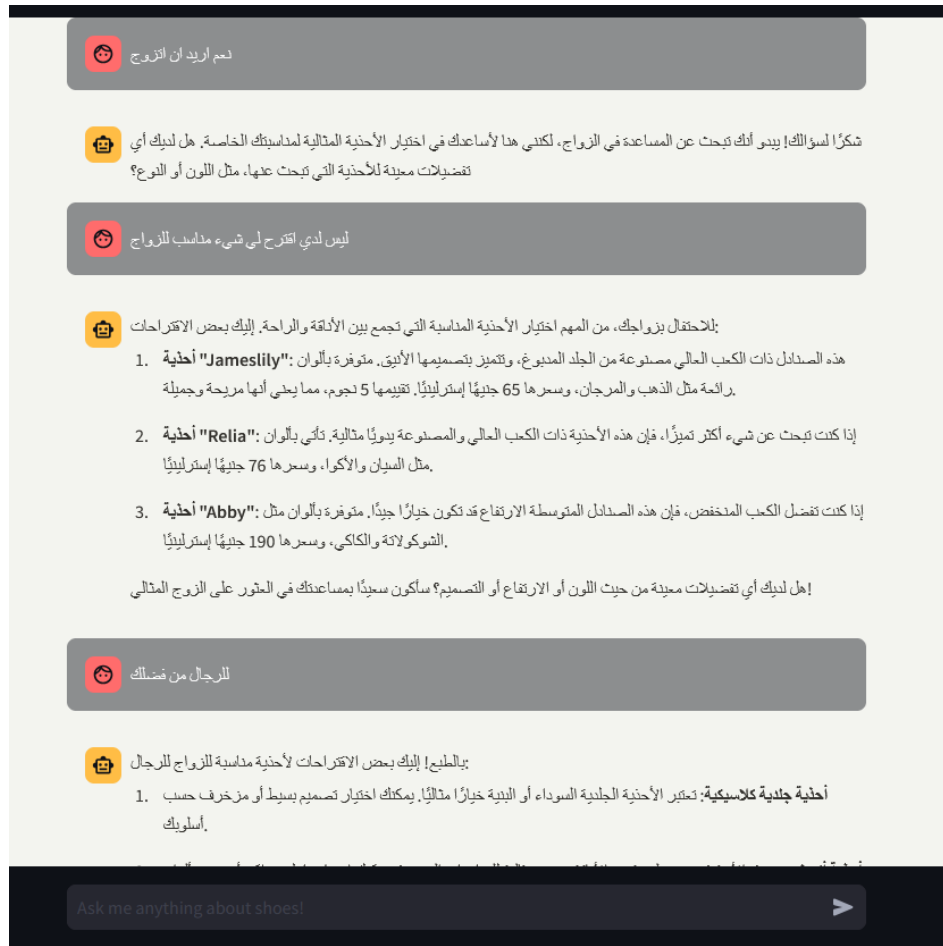 نعم اريد ان اتزوج
شكرًا لسؤالك! يبدو أنك تبحث عن المساعدة في الزواج، لكنني هنا لأساعدك في اختيار الأحذية المثالية لمناسبتك الخاصة. هل لديك أي
تفضيلات معينة للأحذية التي تبحث عنها، مثل اللون أو النوع؟
ليس لدي اقترح لي شيء مناسب للزواج
للاحتفال بزواجك، من المهم اختيار الأحذية المناسبة التي تجمع بين الأناقة والراحة. إليك بعض الاقتراحات:
1. أحذية "Jameslily": هذه الصنادل ذات الكعب العالي مصنوعة من الجلد المدبوغ، وتتميز بتصميمها الأنيق. متوفرة بألوان
رائعة مثل الذهب والمرجان، وسعرها 65 جنيهًا إسترلينيًا. تقييمها 5 نجوم، مما يعني أنها مريحة وجميلة.
2. أحذية "Relia": إذا كنت تبحث عن شيء أكثر تميزًا، فإن هذه الأحذية ذات الكعب العالي والمصنوعة يدويًا مثالية. تأتي بألوان
مثل السيان والأكوا، وسعرها 76 جنيهًا إسترلينيًا.
3. أحذية "Abby": إذا كنت تفضل الكعب المنخفض، فإن هذه الصنادل المتوسطة الارتفاع قد تكون خيارًا جيدًا. متوفرة بألوان مثل
الشوكولاتة والكاكي، وسعرها 190 جنيهًا إسترلينيًا.
هل لديك أي تفضيلات معينة من حيث اللون أو الارتفاع أو التصميم؟ سأكون سعيدًا بمساعدتك في العثور على الزوج المثالي!
للرجال من فضلك
بالطبع! إليك بعض الاقتراحات لأحذية مناسبة للزواج للرجال:
1. أحذية جلدية كلاسيكية: تعتبر الأحذية الجلدية السوداء أو البنية خيارًا مثاليًا. يمكنك اختيار تصميم بسيط أو مزخرف حسب
أسلوبك.
Ask me anything about shoes!